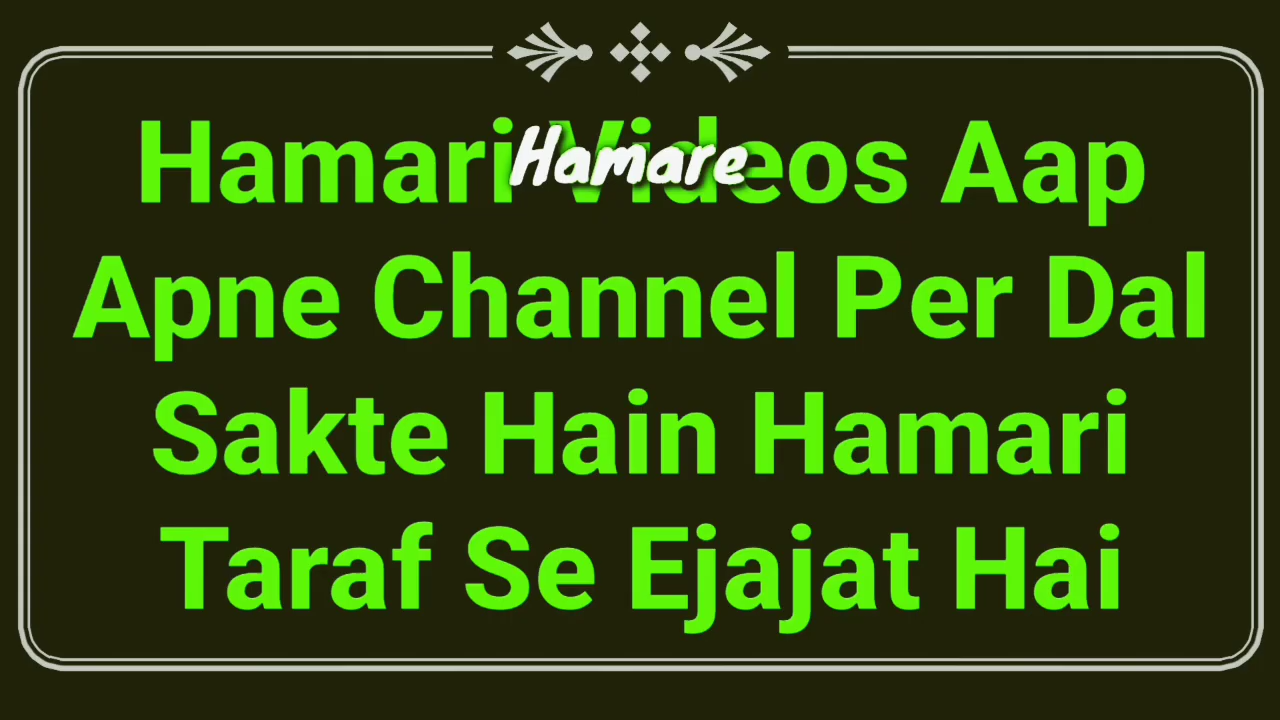 Hamari Videos Aap
Hamare
Apne Channel Per Dal
Sakte Hain Hamari
Taraf Se Ejajat Hai